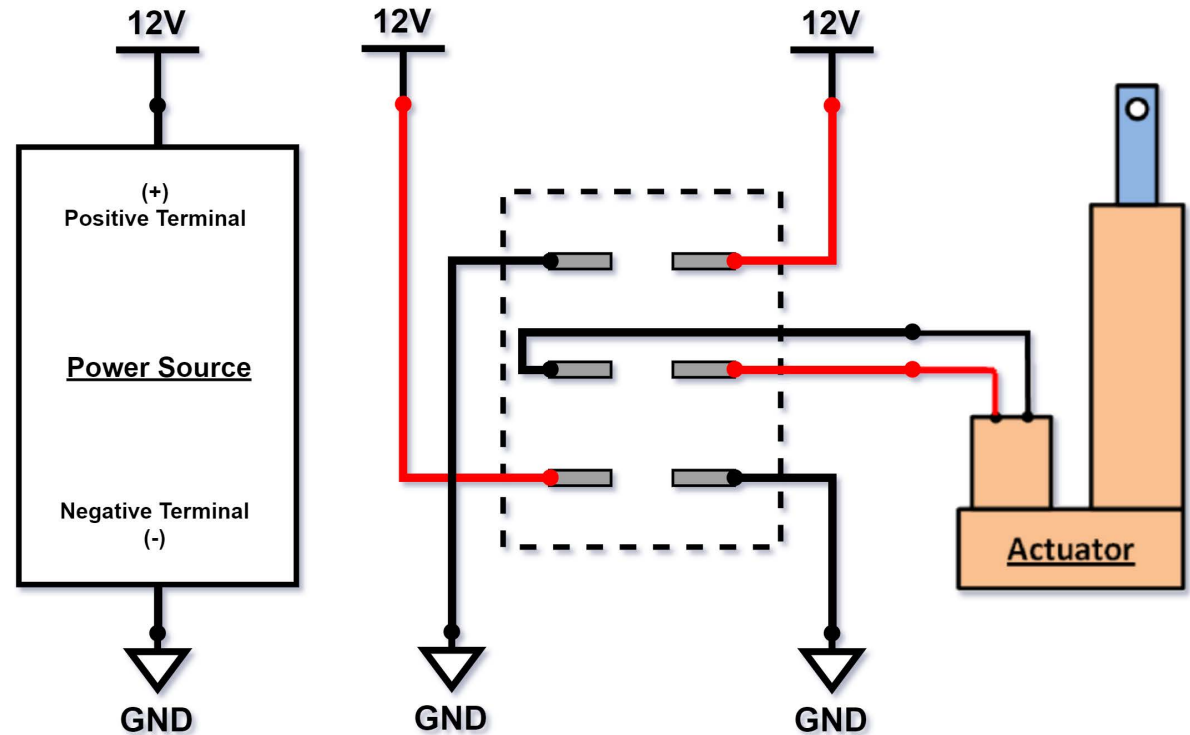 12V
12V
12V
(+)
Positive Terminal
Power Source
Negative Terminal
(-)
Actuator
GND
GND
GND